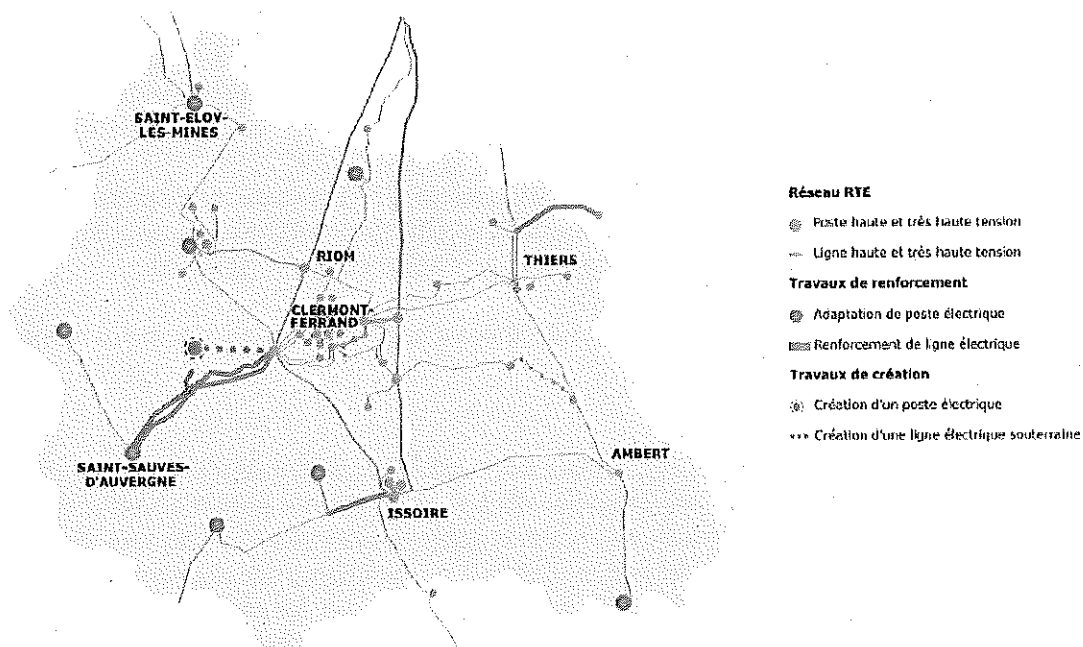 SAINT-ELOY-
LES-MINES
RIOM
THIERS
CLERMONT-
FERRAND
SAINT-SAUVES-
D'AUVERGNE
ISSOIRE
AMBERT
Réseau RTE
Poste haute et très haute tension
Ligne haute et très haute tension
Travaux de renforcement
Adaptation de poste électrique
Renforcement de ligne électrique
Travaux de création
Création d'un poste électrique
Création d'une ligne électrique souterraine